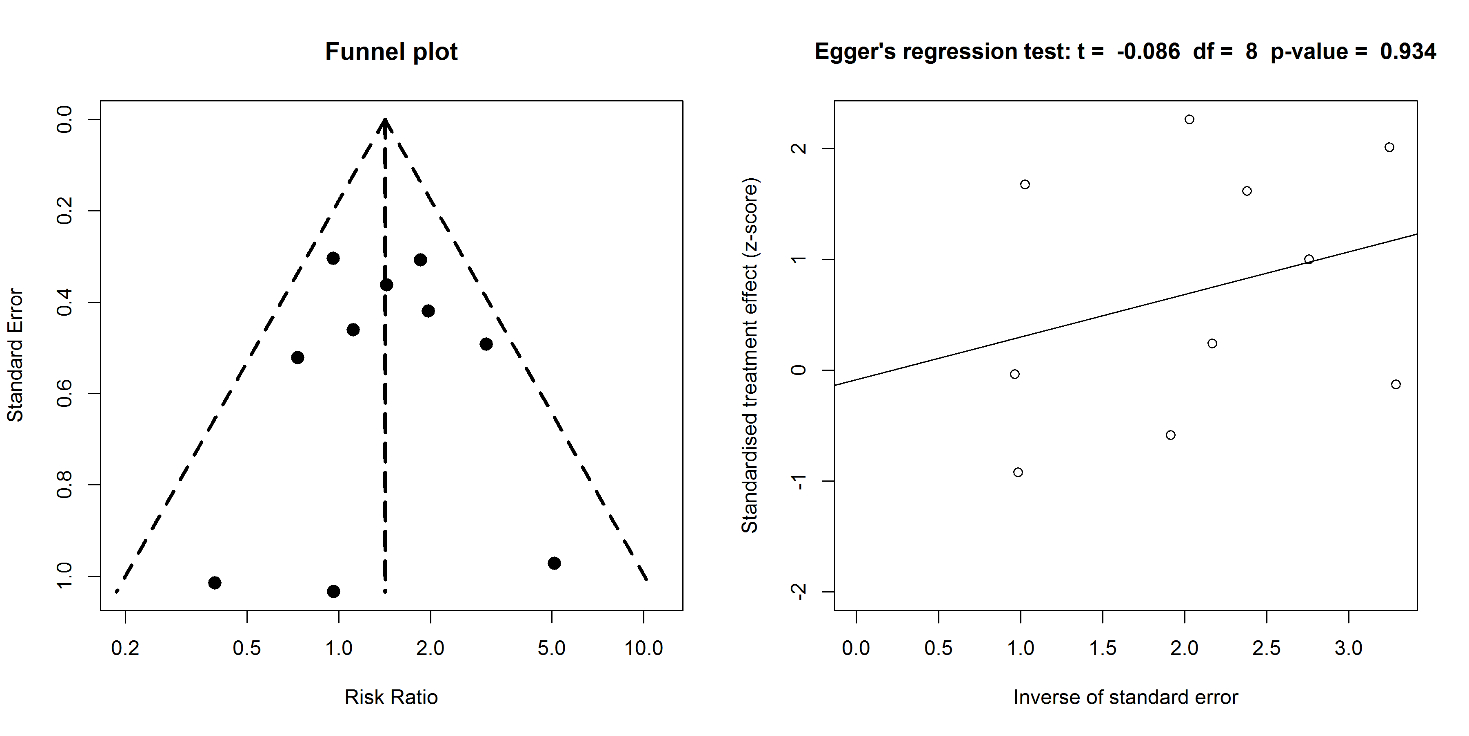 Funnel plot
Standard Error
0.0
0.2
0.4
0.6
0.8
1.0
0.2 0.5 1.0 2.0 5.0 10.0
Risk Ratio
Egger's regression test: t = -0.086 df = 8 p-value = 0.934
Standardised treatment effect (z-score)
2
1
0
-1
-2
0.0 0.5 1.0 1.5 2.0 2.5 3.0
Inverse of standard error